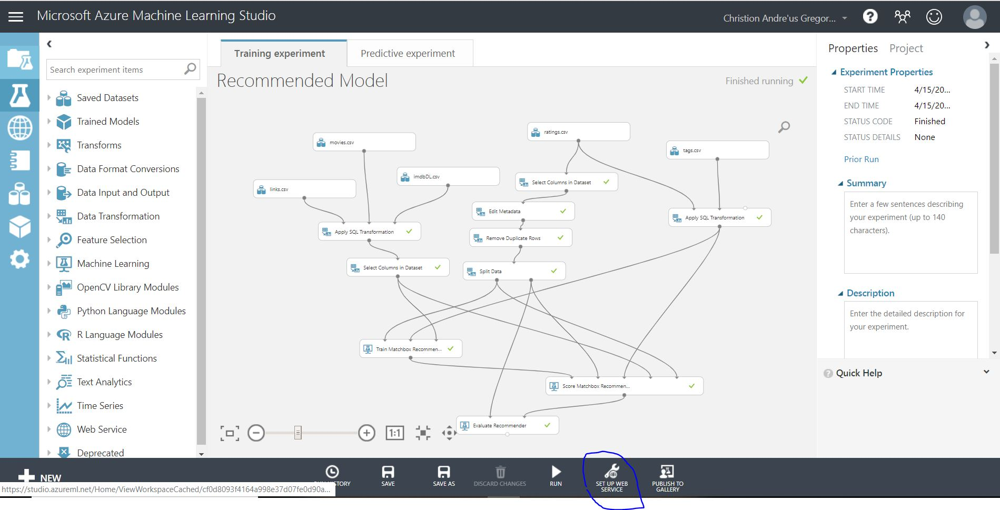 Microsoft Azure Machine Learning Studio
Christion Andre'us Gregor...
?
Search experiment items
Saved Datasets
Trained Models
Transforms
Data Format Conversions
Data Input and Output
Data Transformation
Feature Selection
Machine Learning
OpenCV Library Modules
Python Language Modules
R Language Modules
Statistical Functions
Text Analytics
Time Series
Web Service
Deprecated
Training experiment
Predictive experiment
Recommended Model
Finished running
ratings.csv
movies.csv
tags.csv
imdbDL.csv
links.csv
Select Columns in Dataset
Edit Metadata
Apply SQL Transformation
Apply SQL Transformation
Remove Duplicate Rows
Select Columns in Dataset
Split Data
Train Matchbox Recommen...
Score Matchbox Recommen...
Evaluate Recommender
1:1
Properties
Project
Experiment Properties
START TIME 4/15/20...
END TIME 4/15/20...
STATUS CODE Finished
STATUS DETAILS None
Prior Run
Summary
Enter a few sentences describing
your experiment (up to 140
characters).
Description
Enter the detailed description for
your experiment.
? Quick Help
NEW
SAVE
SAVE AS
DISCARD CHANGES
RUN
SET UP WEB
SERVICE
PUBLISH TO
GALLERY
https://studio.azureml.net/Home/ViewWorkspaceCached/cf0d8093f4164a998e37d07fe0d90a...